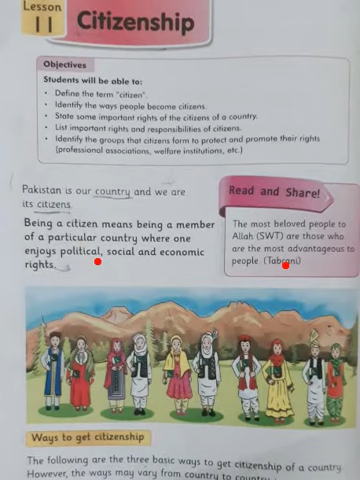 Lesson
11
Citizenship
Objectives
Students will be able to:
• Define the term "citizen".
• Identify the ways people become citizens.
• State some important rights of the citizens of a country.
• List important rights and responsibilities of citizens.
• Identify the groups that citizens form to protect and promote their rights
(professional associations, welfare institutions, etc.)
Pakistan is our country and we are
its citizens.
Being a citizen means being a member
of a particular country where one
enjoys political, social and economic
rights.
Read and Share!
The most beloved people to
Allah (SWT) are those who
are the most advantageous to
people. (Tabrani)
Ways to get citizenship
The following are the three basic ways to get citizenship of a country.
However, the ways may vary from country to country